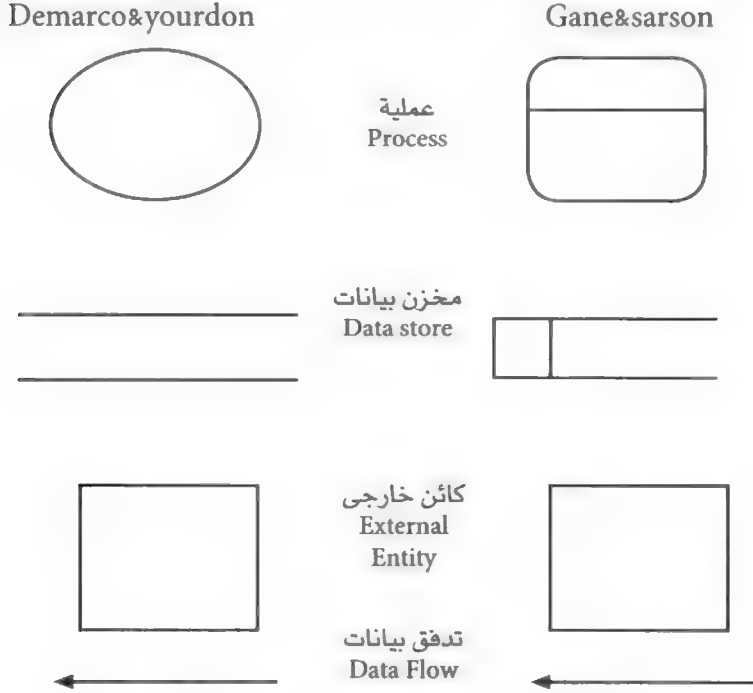 Demarco&yourdon
Gane&sarson
عملية
Process
مخزن بيانات
Data store
كائن خارجى
External
Entity
تدفق بيانات
Data Flow